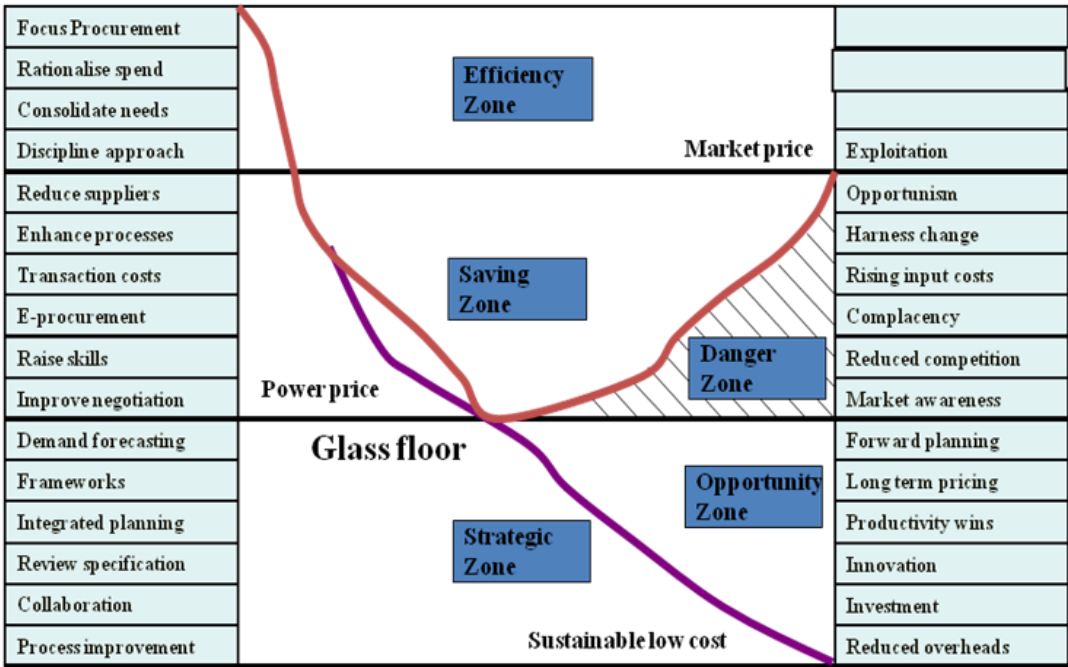 Focus Procurement
Rationalise spend
Consolidate needs
Discipline approach
Reduce suppliers
Enhance processes
Transaction costs
E-procurement
Raise skills
Improve negotiation
Demand forecasting
Frameworks
Integrated planning
Review specification
Collaboration
Process improvement
Efficiency
Zone
Market price
Saving
Zone
Danger
Zone
Power price
Glass floor
Opportunity
Zone
Strategic
Zone
Sustainable low cost
Exploitation
Opportunism
Harness change
Rising input costs
Complacency
Reduced competition
Market awareness
Forward planning
Long term pricing
Productivity wins
Innovation
Investment
Reduced overheads